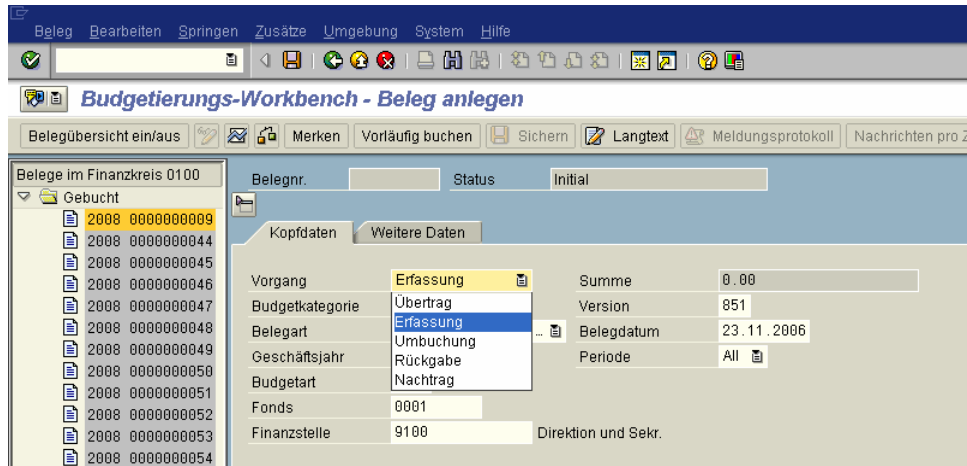 Beleg Bearbeiten Springen Zusätze Umgebung System Hilfe
Budgetierungs-Workbench - Beleg anlegen
Belegübersicht ein/aus Merken Vorläufig buchen Sichern Langtext Meldungsprotokoll Nachrichten pro Z
Belege im Finanzkreis 0100
Gebucht
2008 0000000009
2008 0000000044
2008 0000000045
2008 0000000046
2008 0000000047
2008 0000000048
2008 0000000049
2008 0000000050
2008 0000000051
2008 0000000052
2008 0000000053
2008 0000000054
Belegnr. Status Initial
Kopfdaten Weitere Daten
Vorgang Erfassung Summe 0.00
Budgetkategorie Übertrag Version 851
Belegart Erfassung ... Belegdatum 23.11.2006
Umbuchung
Geschäftsjahr Rückgabe Periode All
Budgetart Nachtrag
Fonds 0001
Finanzstelle 9100 Direktion und Sekr.